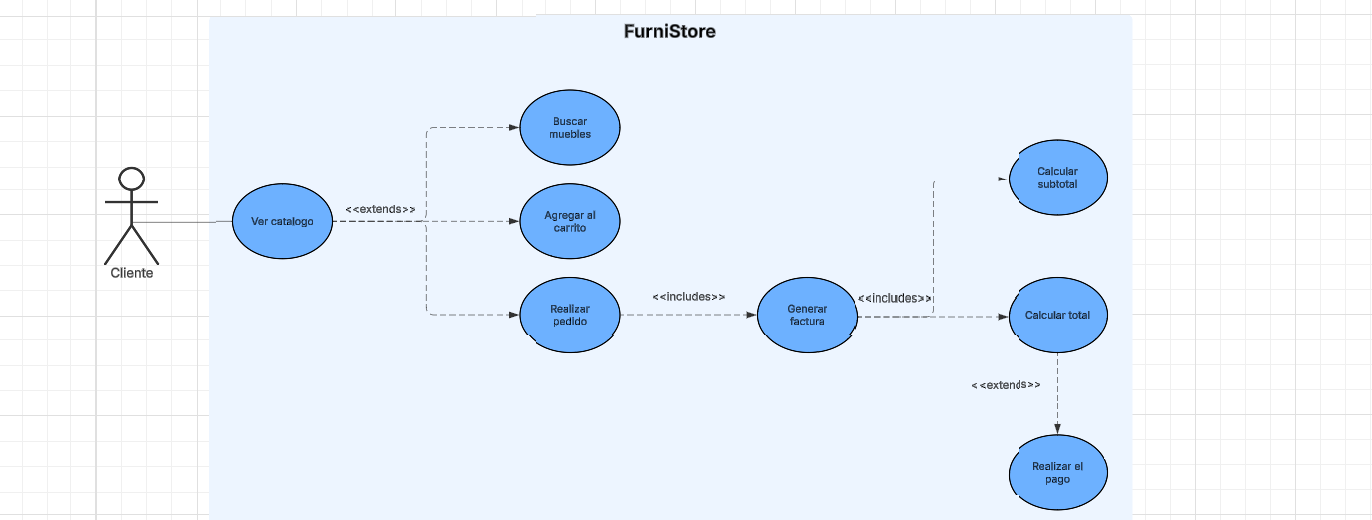 FurniStore
Buscar
muebles
Calcular
subtotal
Ver catalogo
<<extends>>
Agregar al
carrito
Cliente
Realizar
pedido
<<includes>>
Generar
factura
<<includes>>
Calcular total
<<extends>>
Realizar el
pago